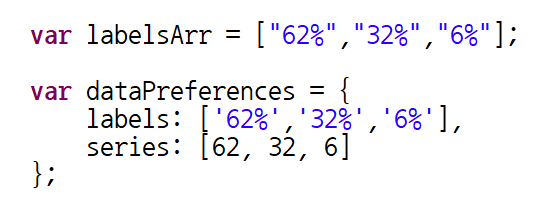 var labelsArr = ["62%","32%","6%"];
var dataPreferences = {
    labels: ['62%','32%','6%'],
    series: [62, 32, 6]
};